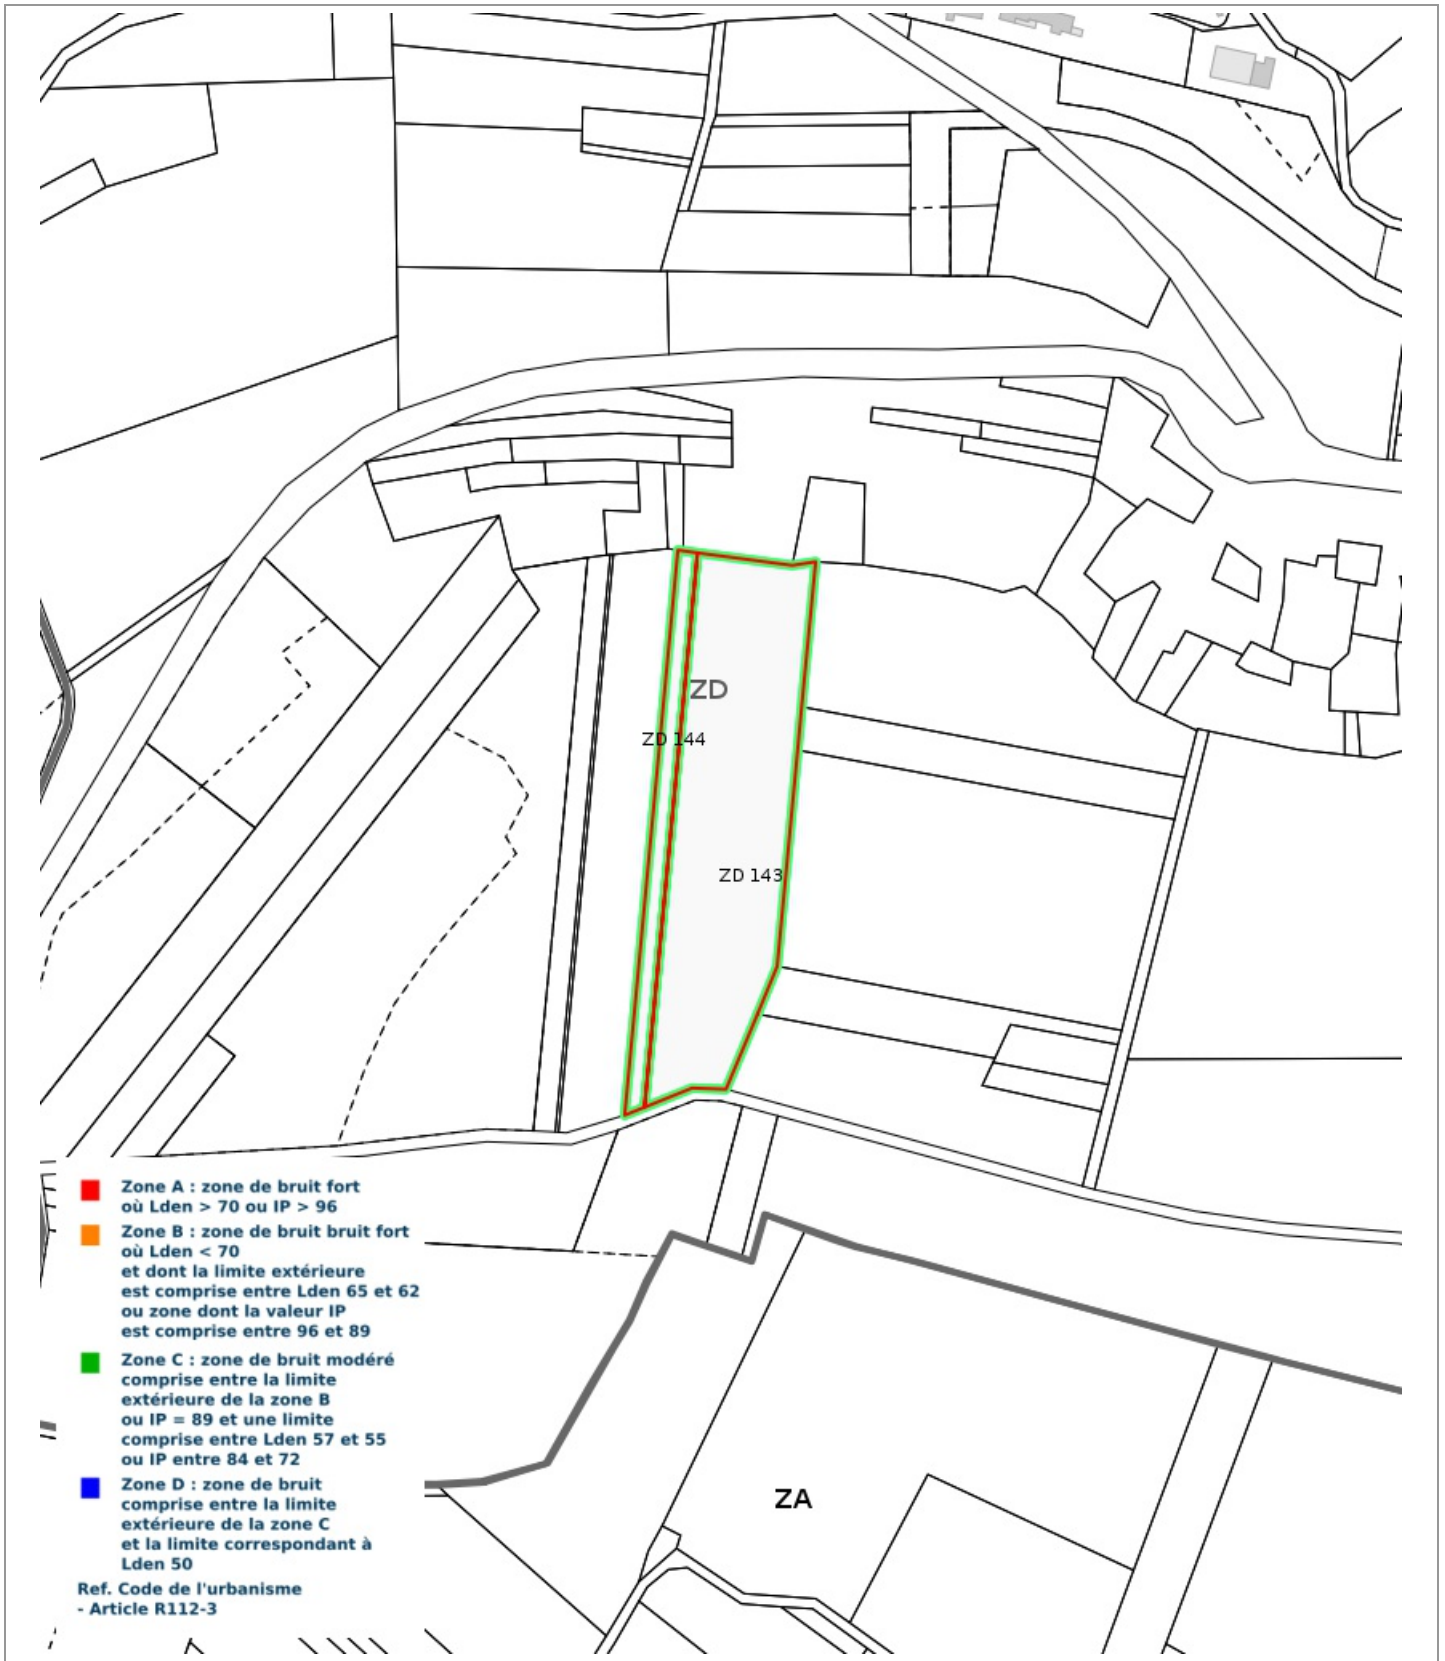 ZD
ZD 144
ZD 143
Zone A : zone de bruit fort
où Lden > 70 ou IP > 96
Zone B : zone de bruit bruit fort
où Lden < 70
et dont la limite extérieure
est comprise entre Lden 65 et 62
ou zone dont la valeur IP
est comprise entre 96 et 89
Zone C : zone de bruit modéré
comprise entre la limite
extérieure de la zone B
ou IP = 89 et une limite
comprise entre Lden 57 et 55
ou IP entre 84 et 72
Zone D : zone de bruit
comprise entre la limite
extérieure de la zone C
et la limite correspondant à
Lden 50
Ref. Code de l'urbanisme
- Article R112-3
ZA